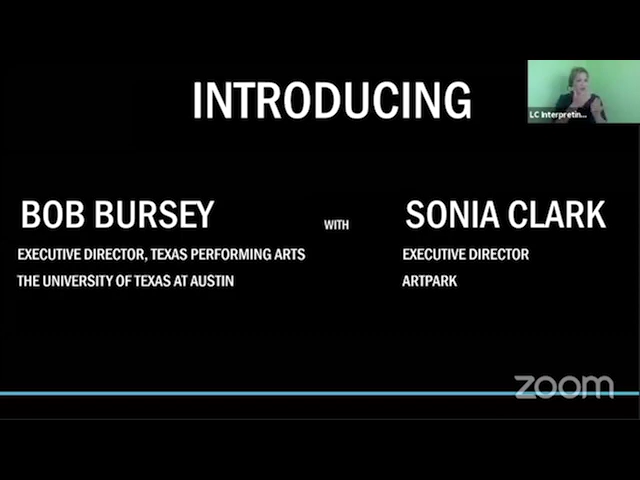 INTRODUCING
LC Interpretin...
BOB BURSEY
WITH
SONIA CLARK
EXECUTIVE DIRECTOR, TEXAS PERFORMING ARTS
EXECUTIVE DIRECTOR
THE UNIVERSITY OF TEXAS AT AUSTIN
ARTPARK
zoom